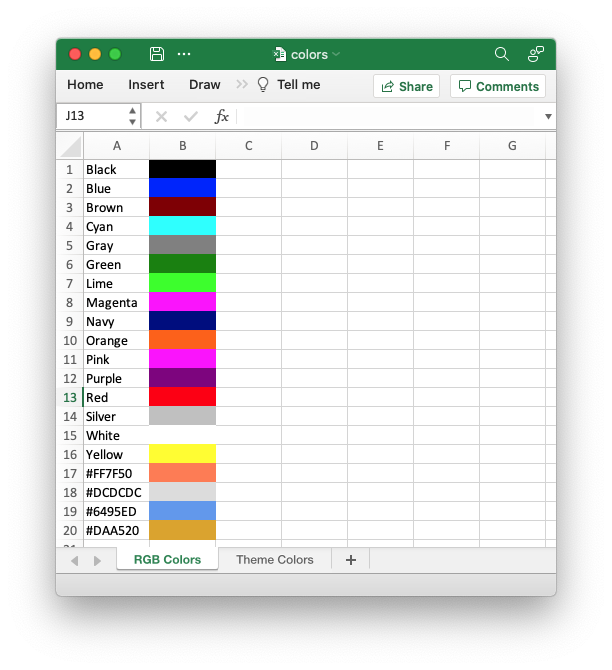 colors
Home Insert Draw Tell me Share Comments
J13 fx
A B C D E F G
1 Black
2 Blue
3 Brown
4 Cyan
5 Gray
6 Green
7 Lime
8 Magenta
9 Navy
10 Orange
11 Pink
12 Purple
13 Red
14 Silver
15 White
16 Yellow
17 #FF7F50
18 #DCDCDC
19 #6495ED
20 #DAA520
RGB Colors Theme Colors +